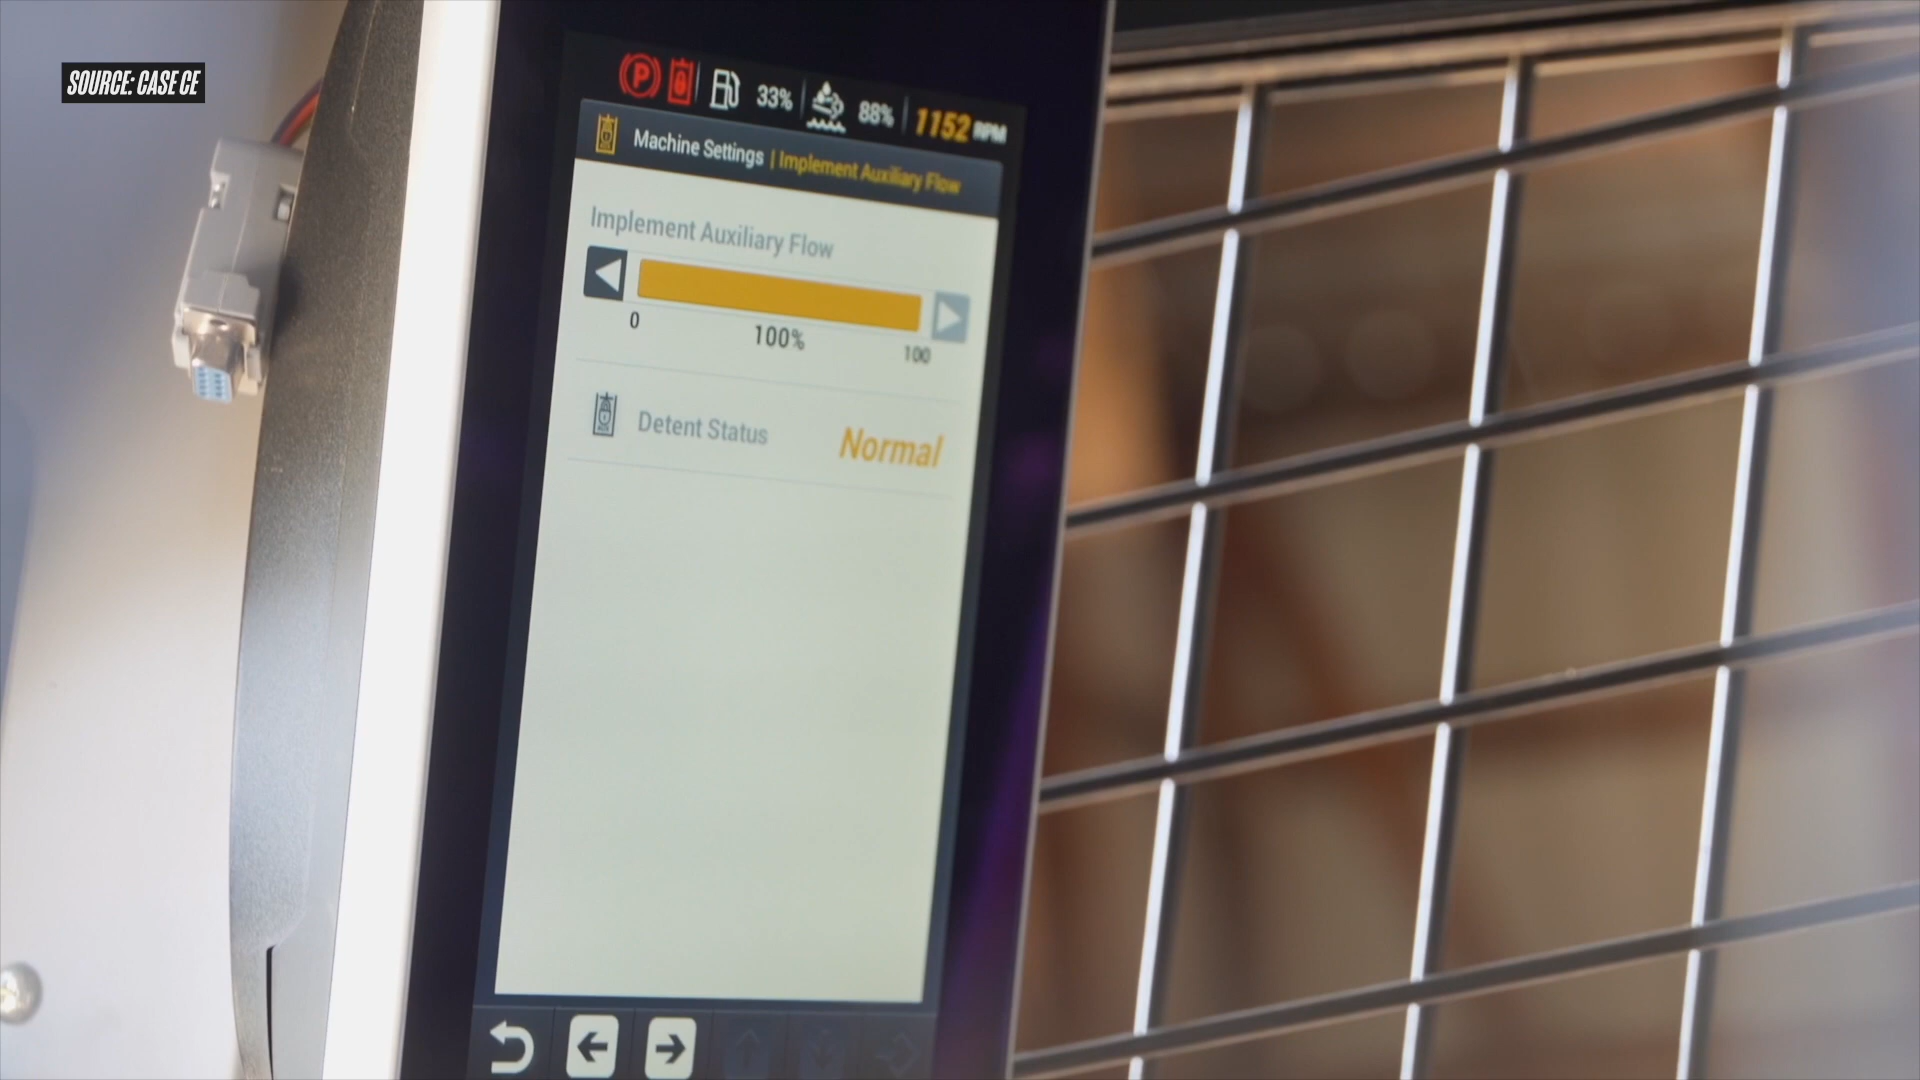 SOURCE: CASE CE
P 33% 88% 1152 RPM
Machine Settings | Implement Auxiliary Flow
Implement Auxiliary Flow
0 100% 100
Detent Status Normal